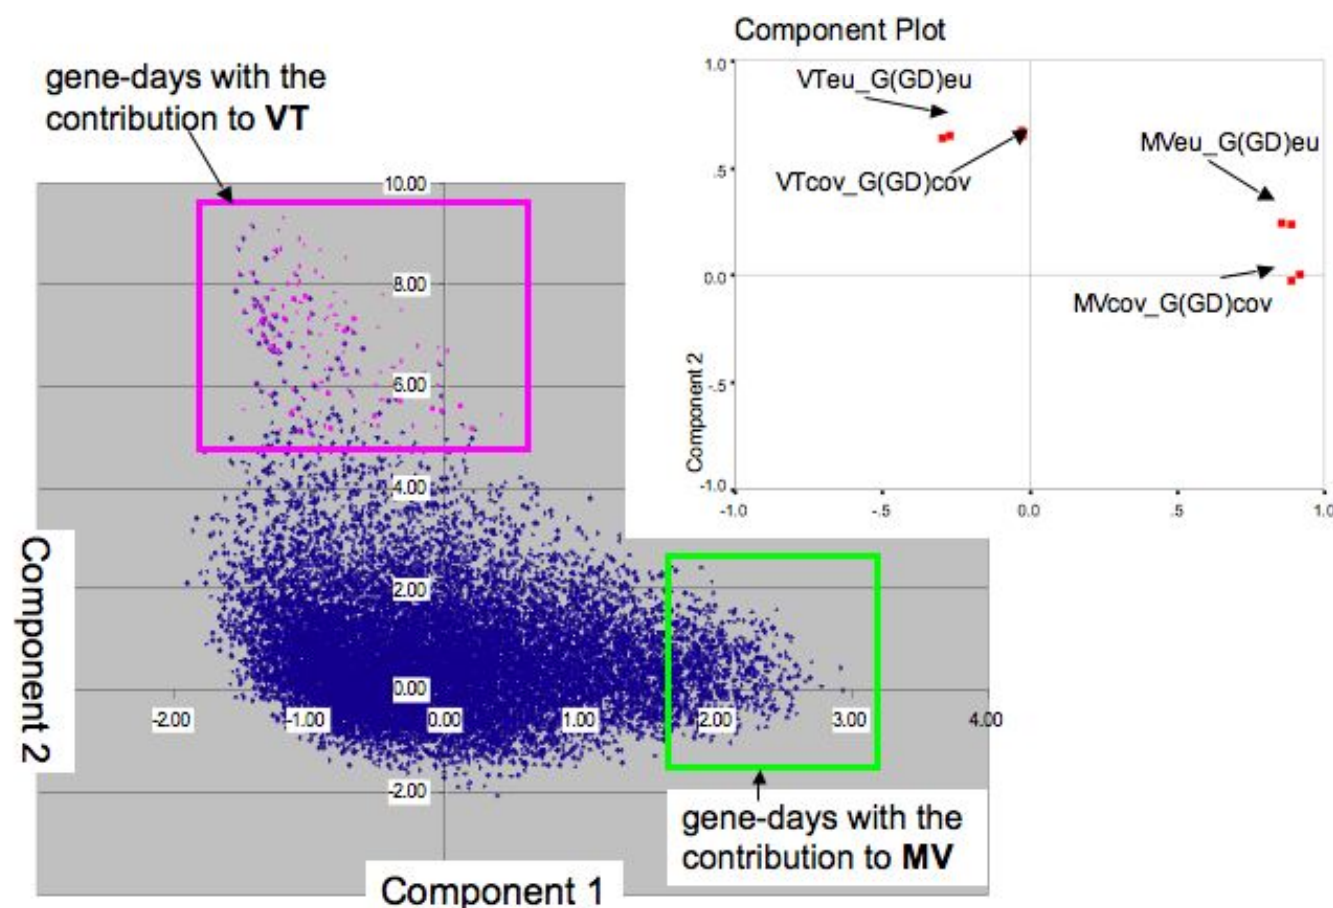 Component Plot
gene-days with the
contribution to VT
1.0
VTeu_G(GD)eu
MVeu_G(GD)eu
.5
VTcov_G(GD)cov
0.0
MVcov_G(GD)cov
-.5
Component 2
-1.0
-1.0
-.5
0.0
.5
1.0
10.00
8.00
6.00
4.00
2.00
0.00
-2.00
-2.00
-1.00
0.00
1.00
2.00
3.00
4.00
Component 2
gene-days with the
contribution to MV
Component 1